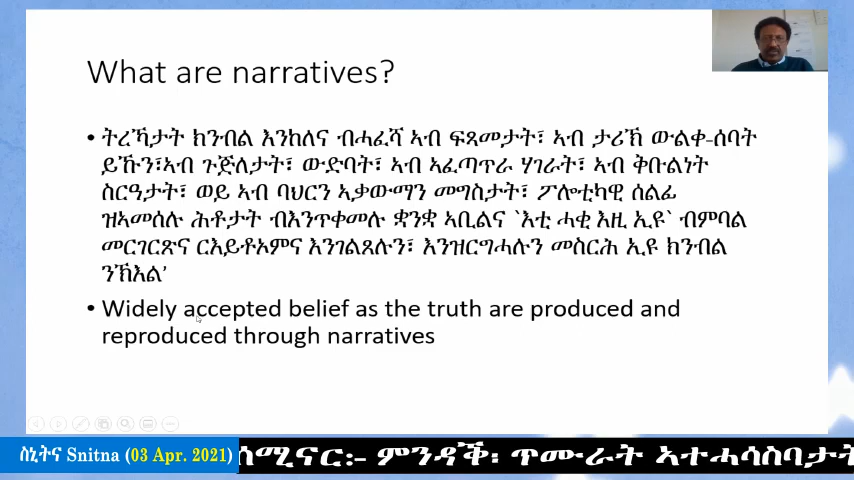 What are narratives?
• ትረኻታት ክንብል እንከለና ብሓፈሻ ኣብ ፍጻመታት፣ ኣብ ታሪኽ ውልቀ-ሰባት
ይኹን፣ኣብ ጉጅለታት፣ ውድባት፣ ኣብ ኣፈጣጥራ ሃገራት፣ ኣብ ቅቡልነት
ስርዓታት፣ ወይ ኣብ ባህርን ኣቃውማን መግስታት፣ ፖሎቲካዊ ሰልፊ
ዝኣመሰሉ ሕቶታት ብእንጥቀመሉ ቋንቋ ኣቢልና `እቲ ሓቂ እዚ ኢዩ` ብምባል
መርገርጽና ርእይቶኦምና እንገልጸሉን፣ እንዝርግሓሉን መስርሕ ኢዩ ክንብል
ንኽእል'
• Widely accepted belief as the truth are produced and
reproduced through narratives
ስኒትና Snitna (03 Apr. 2021) ሰሚናር:- ምንዳቕ፡ ጥሙራት ኣተሓሳስባታት